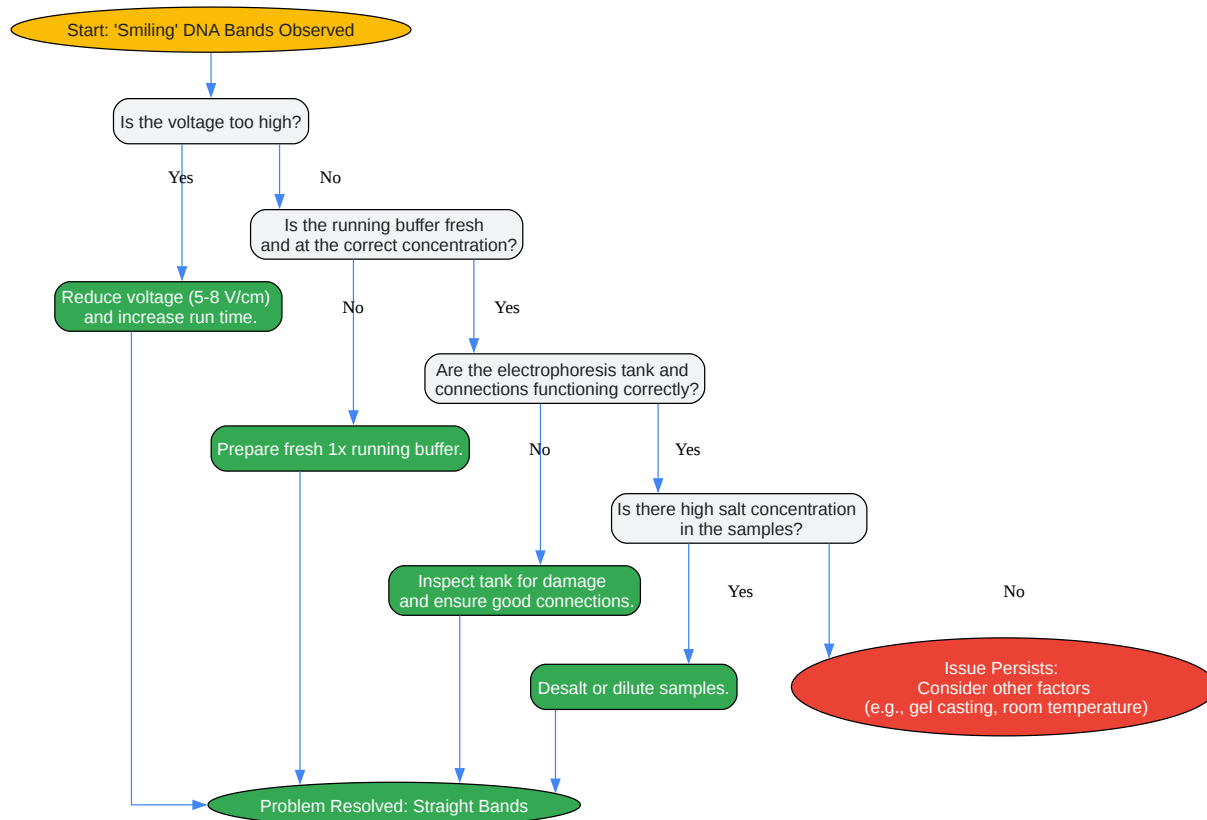 Start: 'Smiling' DNA Bands Observed
Is the voltage too high?
Yes
No
Is the running buffer fresh
and at the correct concentration?
Reduce voltage (5-8 V/cm)
and increase run time.
No
Yes
Are the electrophoresis tank and
connections functioning correctly?
Prepare fresh 1x running buffer.
No
Yes
Is there high salt concentration
in the samples?
Inspect tank for damage
and ensure good connections.
Yes
No
Desalt or dilute samples.
Issue Persists:
Consider other factors
(e.g., gel casting, room temperature)
Problem Resolved: Straight Bands